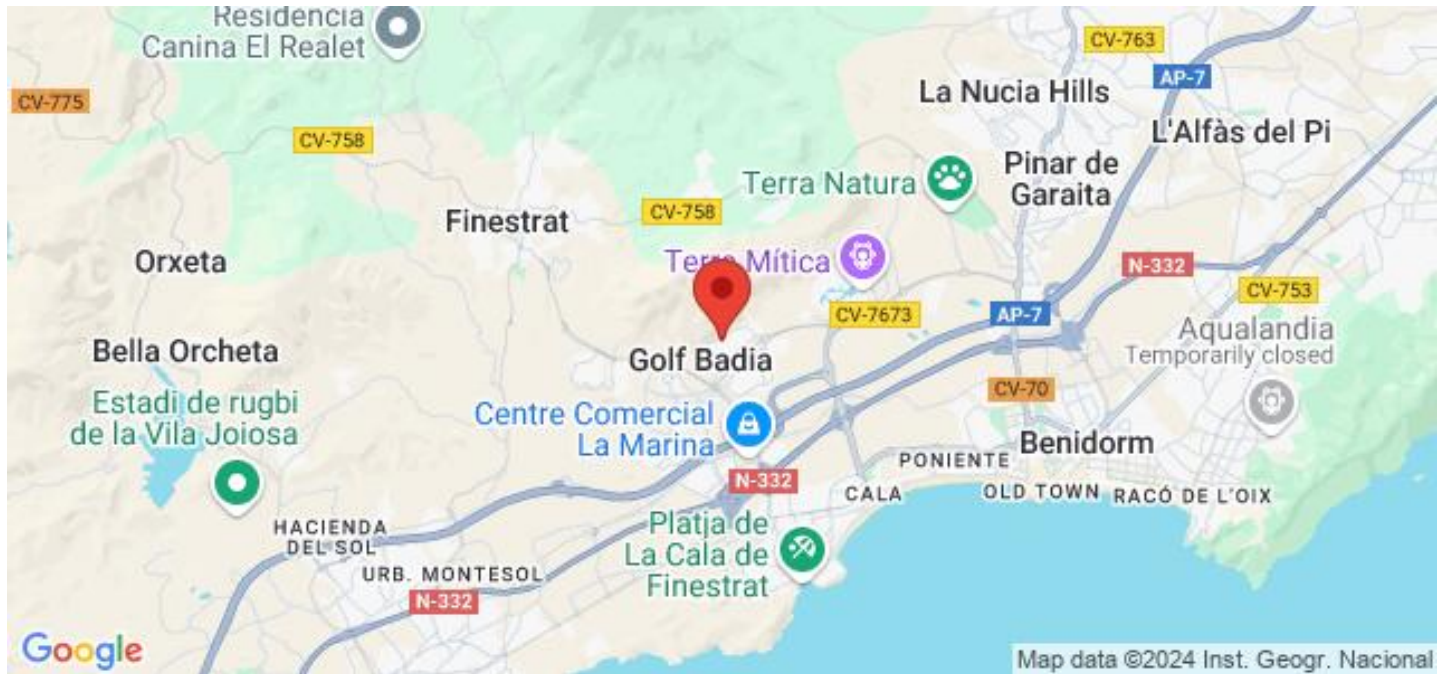 Residencia
Canina El Realet
CV-763
AP-7
CV-775
La Nucia Hills
CV-758
L'Alfàs del Pi
Terra Natura
Pinar de
Garaita
Finestrat
CV-758
Orxeta
Terra Mítica
N-332
CV-753
CV-7673
AP-7
Aqualandia
Temporarily closed
Bella Orcheta
Golf Badia
CV-70
Estadi de rugbi
de la Vila Joiosa
Centre Comercial
La Marina
Benidorm
PONIENTE
N-332
CALA
OLD TOWN
RACÓ DE L'OIX
HACIENDA
DEL SOL
Platja de
La Cala de
Finestrat
URB. MONTESOL
N-332
Google
Map data ©2024 Inst. Geogr. Nacional